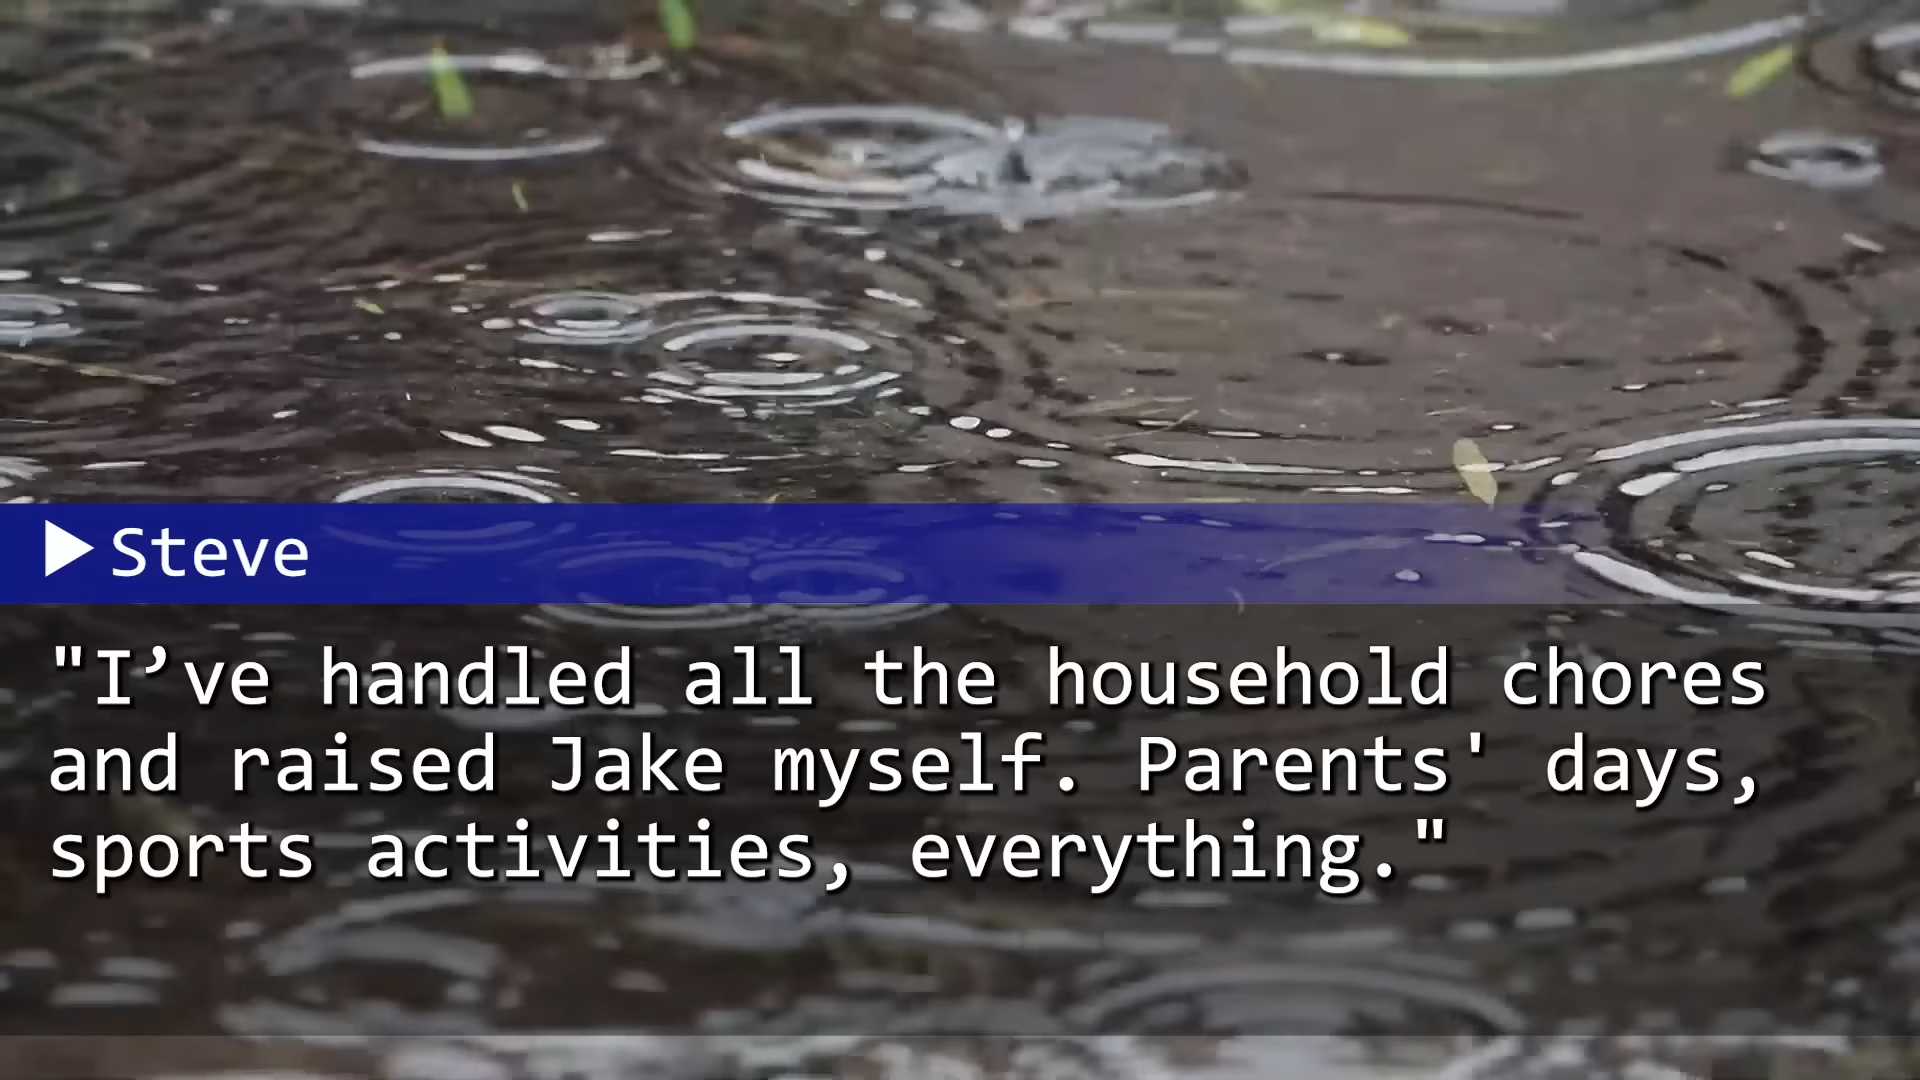 Steve
"I’ve handled all the household chores
and raised Jake myself. Parents' days,
sports activities, everything."